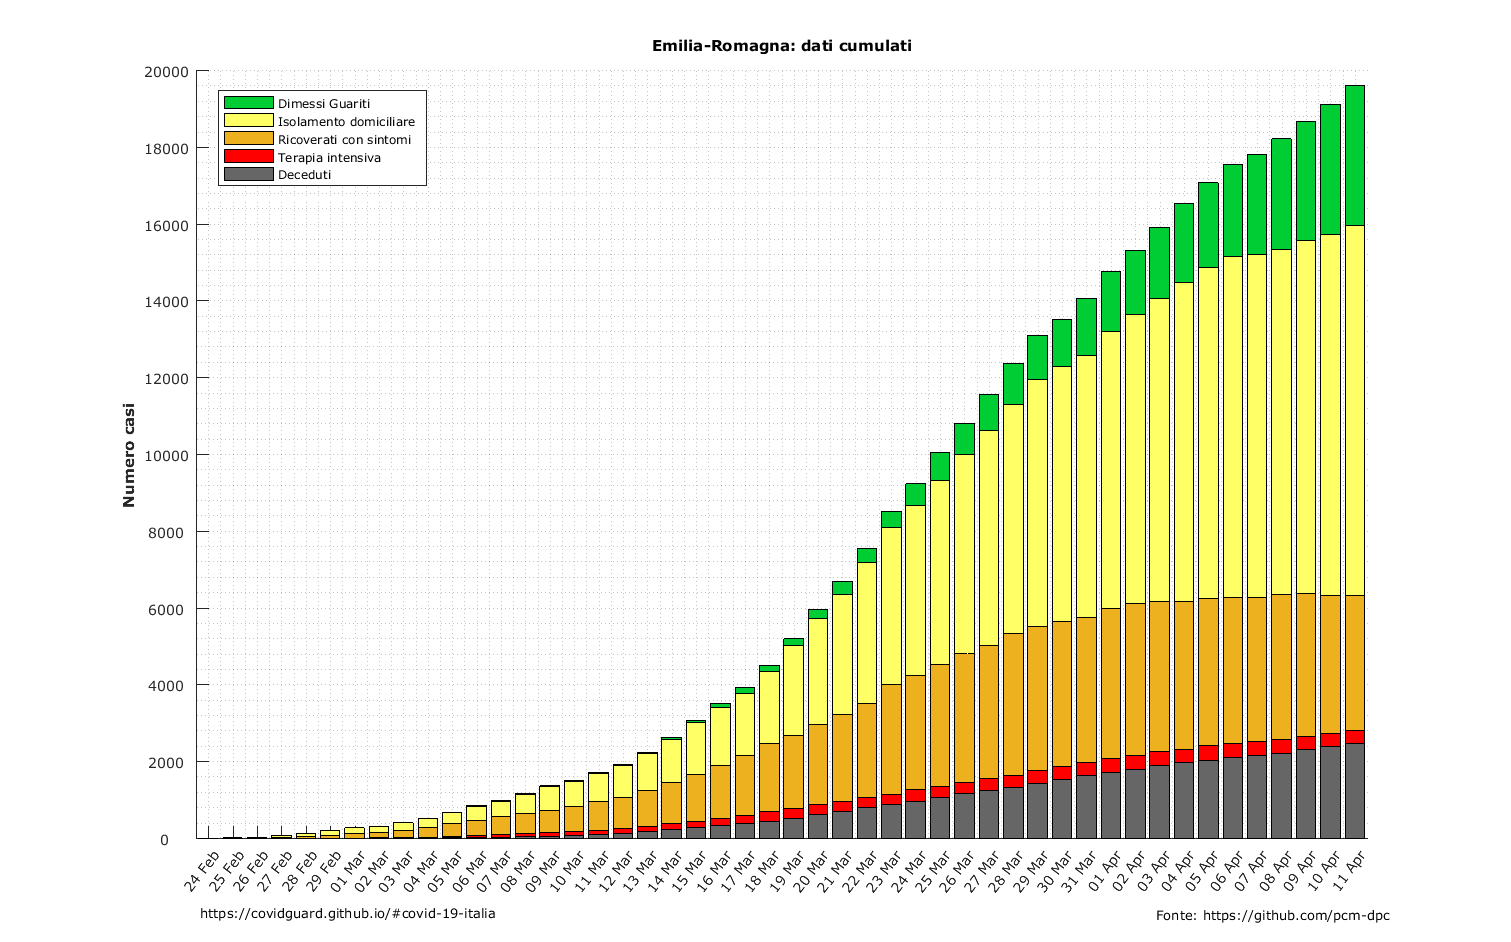 Emilia-Romagna: dati cumulati
20000
18000
16000
14000
12000
10000
8000
6000
4000
2000
0
Numero casi
Dimessi Guariti
Isolamento domiciliare
Ricoverati con sintomi
Terapia intensiva
Deceduti
24 Feb
25 Feb
26 Feb
27 Feb
28 Feb
29 Feb
01 Mar
02 Mar
03 Mar
04 Mar
05 Mar
06 Mar
07 Mar
08 Mar
09 Mar
10 Mar
11 Mar
12 Mar
13 Mar
14 Mar
15 Mar
16 Mar
17 Mar
18 Mar
19 Mar
20 Mar
21 Mar
22 Mar
23 Mar
24 Mar
25 Mar
26 Mar
27 Mar
28 Mar
29 Mar
30 Mar
31 Mar
01 Apr
02 Apr
03 Apr
04 Apr
05 Apr
06 Apr
07 Apr
08 Apr
09 Apr
10 Apr
11 Apr
https://covidguard.github.io/#covid-19-italia
Fonte: https://github.com/pcm-dpc